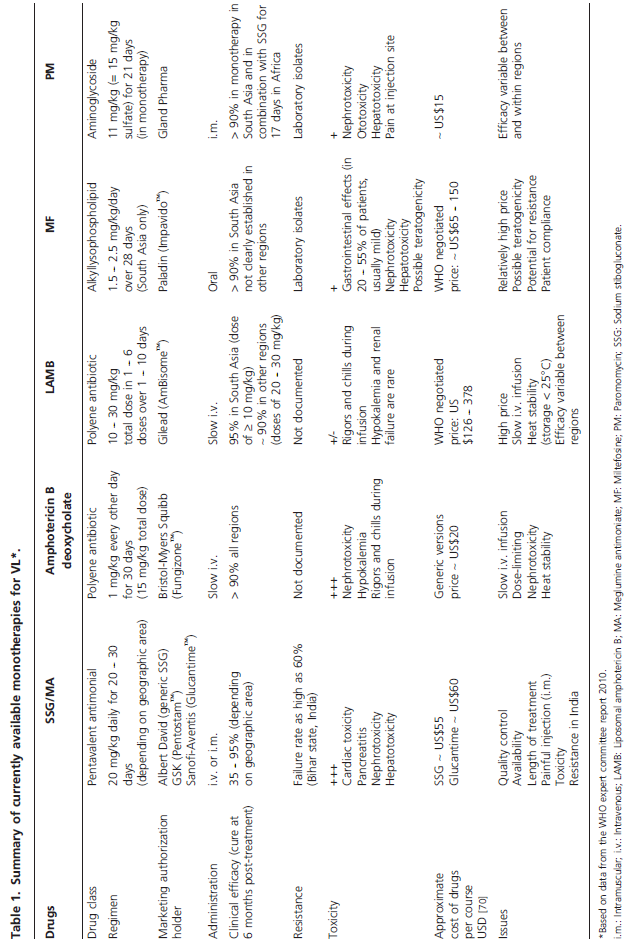 Table 1. Summary of currently available monotherapies for VL*.
Drugs
SSG/MA
Amphotericin B
deoxycholate
LAMB
MF
PM
Drug class
Pentavalent antimonial
Polyene antibiotic
Polyene antibiotic
Alkyllysophospholipid
Aminoglycoside
Regimen
20 mg/kg daily for 20 - 30
days
(depending on geographic area)
1 mg/kg every other day
for 30 days
(15 mg/kg total dose)
10 - 30 mg/kg
total dose in 1 - 6
doses over 1 - 10 days
1.5 - 2.5 mg/kg/day
over 28 days
(South Asia only)
11 mg/kg (= 15 mg/kg
sulfate) for 21 days
(in monotherapy)
Marketing authorization
holder
Albert David (generic SSG)
GSK (Pentostam™)
Sanofi-Aventis (Glucantime™)
Bristol-Myers Squibb
(Fungizone™)
Gilead (AmBisome™)
Paladin (Impavido™)
Gland Pharma
Administration
i.v. or i.m.
Slow i.v.
Slow i.v.
Oral
i.m.
Clinical efficacy (cure at
6 months post-treatment)
35 - 95% (depending
on geographic area)
> 90% all regions
95% in South Asia (dose
of ≥ 10 mg/kg)
~ 90% in other regions
(doses of 20 - 30 mg/kg)
> 90% in South Asia
not clearly established in
other regions
> 90% in monotherapy in
South Asia and in
combination with SSG for
17 days in Africa
Resistance
Failure rate as high as 60%
(Bihar state, India)
Not documented
Not documented
Laboratory isolates
Laboratory isolates
Toxicity
+++
Cardiac toxicity
Pancreatitis
Nephrotoxicity
Hepatotoxicity
+++
Nephrotoxicity
Hypokalemia
Rigors and chills during
infusion
+/-
Rigors and chills during
infusion
Hypokalemia and renal
failure are rare
+
Gastrointestinal effects (in
20 - 55% of patients,
usually mild)
Nephrotoxicity
Hepatotoxicity
Possible teratogenicity
+
Nephrotoxicity
Ototoxicity
Hepatotoxicity
Pain at injection site
Approximate
cost of drugs
per course
USD [70]
SSG ~ US$55
Glucantime ~ US$60
Generic versions
price ~ US$20
WHO negotiated
price: US
$126 - 378
WHO negotiated
price: ~ US$65 - 150
~ US$15
Issues
Quality control
Availability
Length of treatment
Painful injection (i.m.)
Toxicity
Resistance in India
Slow i.v. infusion
Dose-limiting
Nephrotoxicity
Heat stability
High price
Slow i.v. infusion
Heat stability
(storage < 25°C)
Efficacy variable between
regions
Relatively high price
Possible teratogenicity
Potential for resistance
Patient compliance
Efficacy variable between
and within regions
*Based on data from the WHO expert committee report 2010.
i.m.: Intramuscular; i.v.: Intravenous; LAMB: Liposomal amphotericin B; MA: Meglumine antimoniate; MF: Miltefosine; PM: Paromomycin; SSG: Sodium stibogluconate.